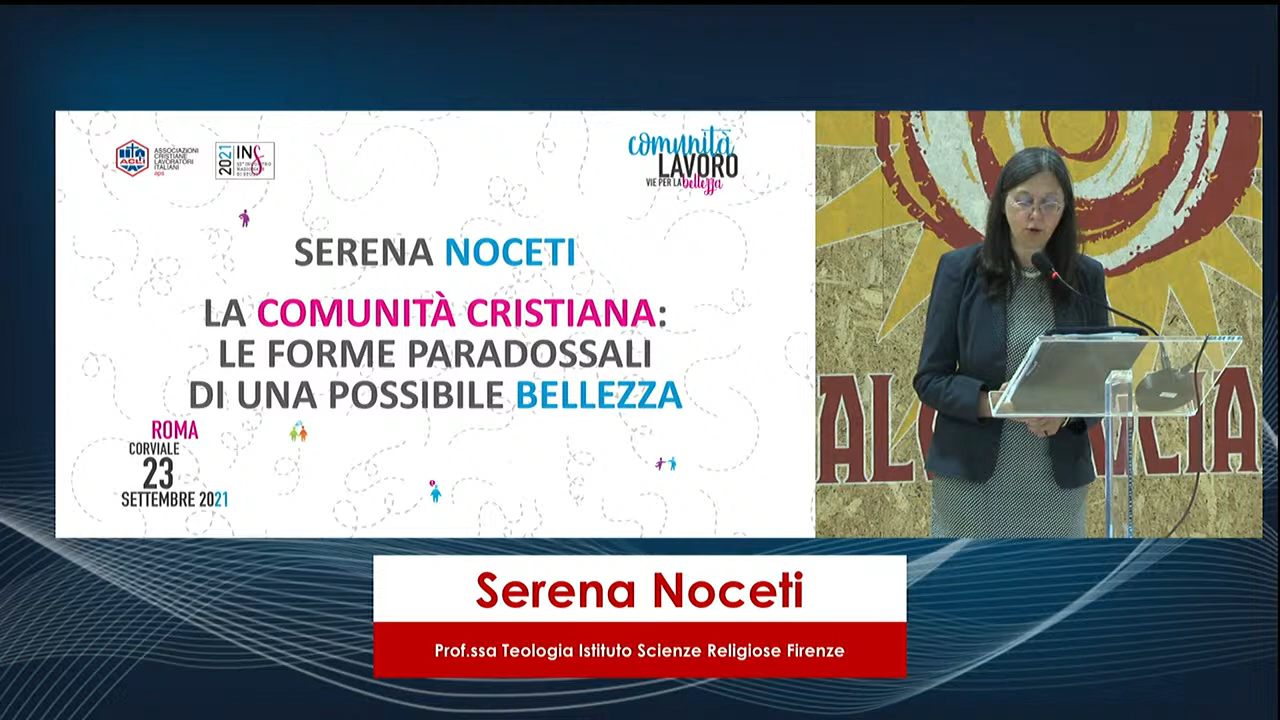 ACLI
ASSOCIAZIONI
CRISTIANE
LAVORATORI
ITALIANI
aps
2021
INS
comunità
LAVORO
VIE PER LA bellezza
SERENA NOCETI
LA COMUNITÀ CRISTIANA:
LE FORME PARADOSSALI
DI UNA POSSIBILE BELLEZZA
ROMA
CORVIALE
23
SETTEMBRE 2021
Serena Noceti
Prof.ssa Teologia Istituto Scienze Religiose Firenze